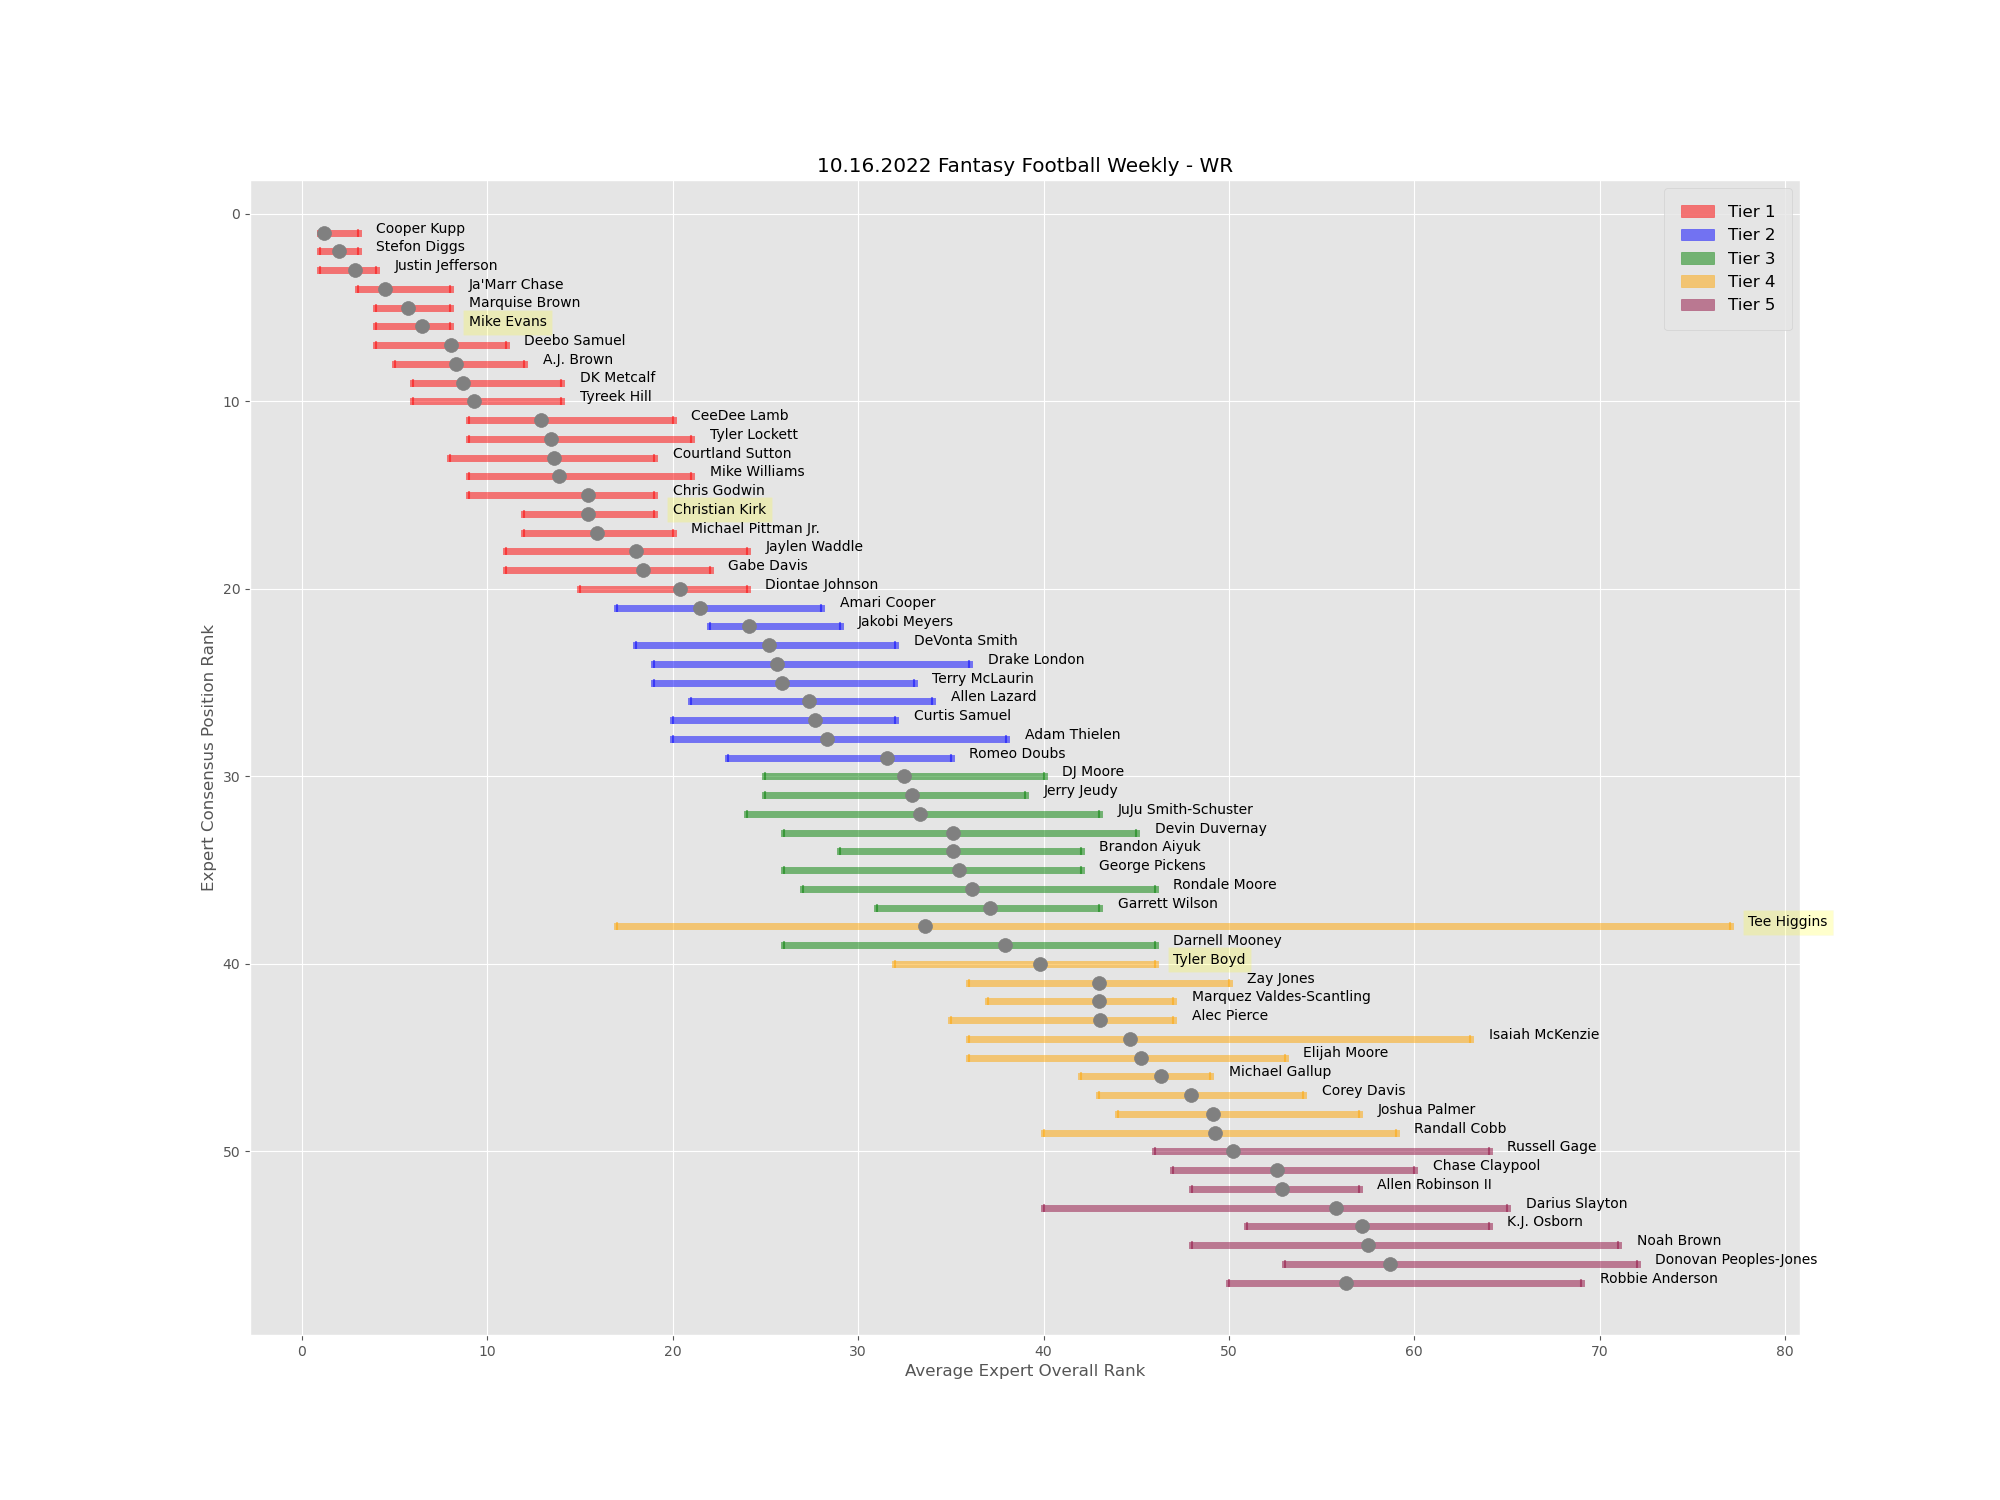 10.16.2022 Fantasy Football Weekly - WR
Tier 1
Tier 2
Tier 3
Tier 4
Tier 5
Expert Consensus Position Rank
0
10
20
30
40
50
Cooper Kupp
Stefon Diggs
Justin Jefferson
Ja'Marr Chase
Marquise Brown
Mike Evans
Deebo Samuel
A.J. Brown
DK Metcalf
Tyreek Hill
CeeDee Lamb
Tyler Lockett
Courtland Sutton
Mike Williams
Chris Godwin
Christian Kirk
Michael Pittman Jr.
Jaylen Waddle
Gabe Davis
Diontae Johnson
Amari Cooper
Jakobi Meyers
DeVonta Smith
Drake London
Terry McLaurin
Allen Lazard
Curtis Samuel
Adam Thielen
Romeo Doubs
DJ Moore
Jerry Jeudy
JuJu Smith-Schuster
Devin Duvernay
Brandon Aiyuk
George Pickens
Rondale Moore
Garrett Wilson
Tee Higgins
Darnell Mooney
Tyler Boyd
Zay Jones
Marquez Valdes-Scantling
Alec Pierce
Isaiah McKenzie
Elijah Moore
Michael Gallup
Corey Davis
Joshua Palmer
Randall Cobb
Russell Gage
Chase Claypool
Allen Robinson II
Darius Slayton
K.J. Osborn
Noah Brown
Donovan Peoples-Jones
Robbie Anderson
0 10 20 30 40 50 60 70 80
Average Expert Overall Rank